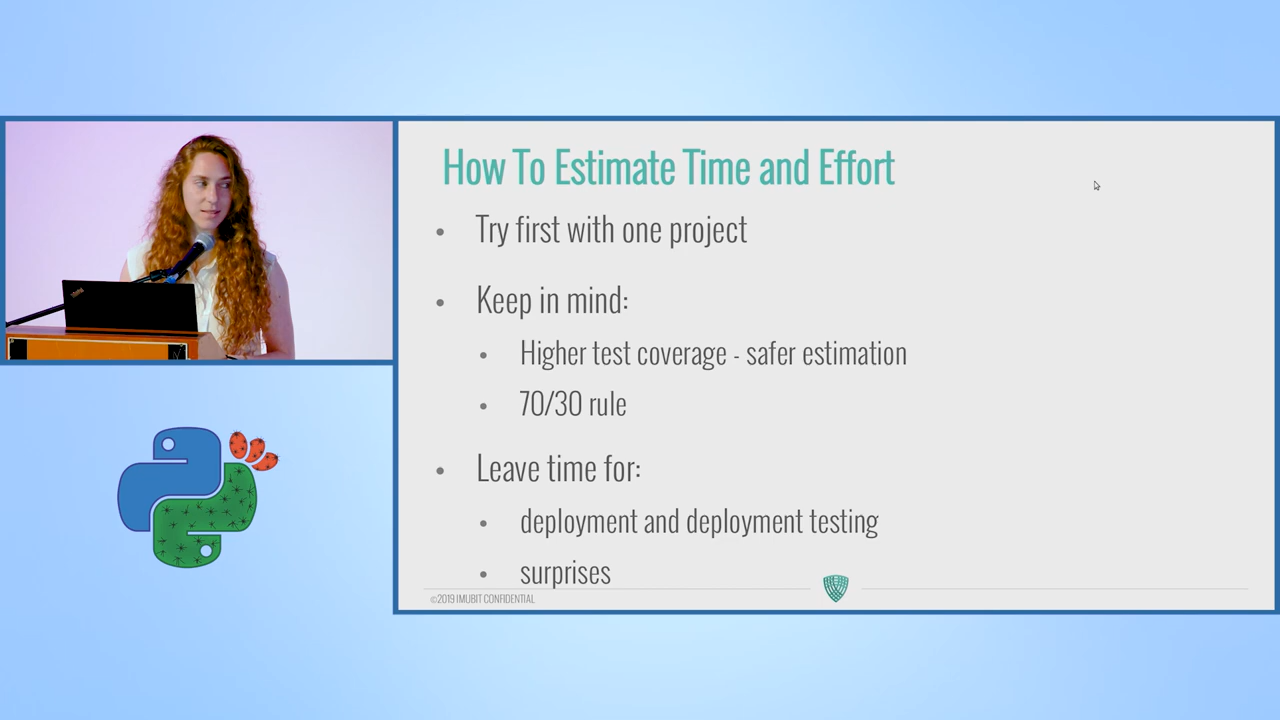 How To Estimate Time and Effort
• Try first with one project
• Keep in mind:
• Higher test coverage - safer estimation
• 70/30 rule
• Leave time for:
• deployment and deployment testing
• surprises
©2019 IMUBIT CONFIDENTIAL